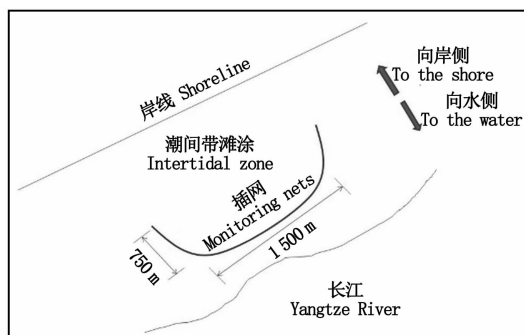 向岸侧
To the shore
向水侧
To the water
岸线 Shoreline
潮间带滩涂
Intertidal zone
插网
Monitoring nets
750 m
1 500 m
长江
Yangtze River